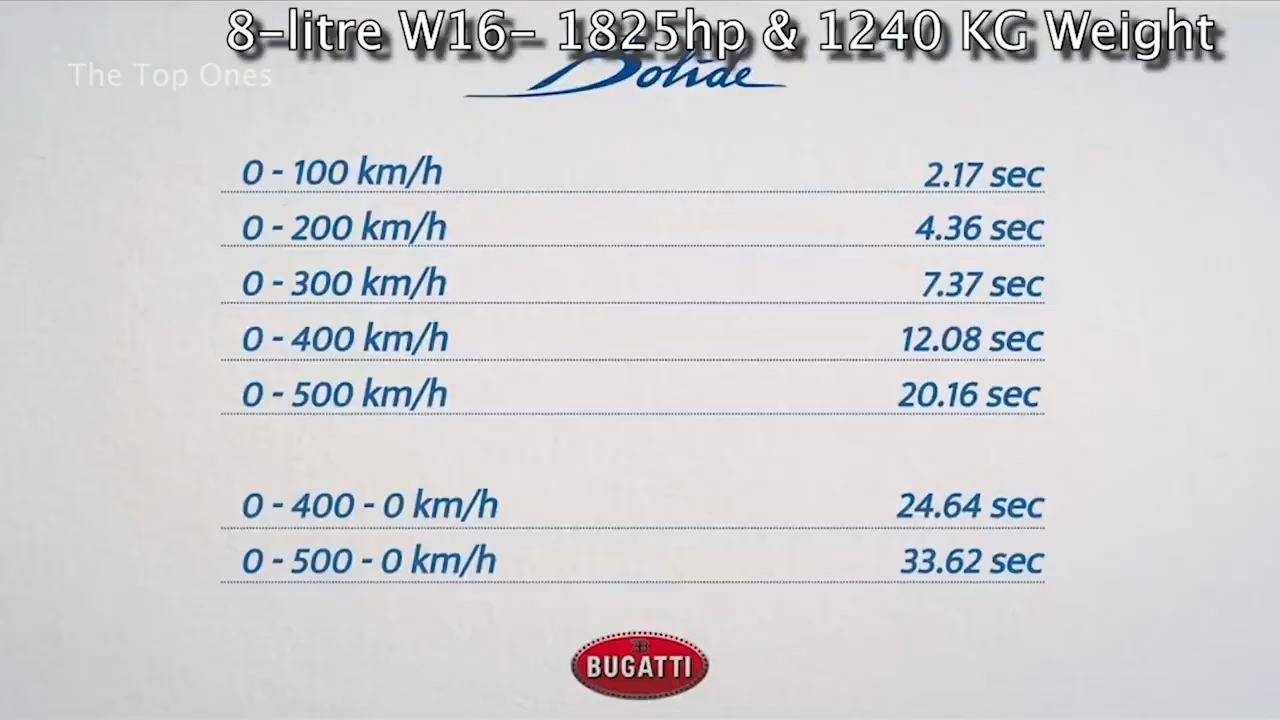 8-litre W16- 1825hp & 1240 KG Weight
The Top Ones
Bolide
0 - 100 km/h 2.17 sec
0 - 200 km/h 4.36 sec
0 - 300 km/h 7.37 sec
0 - 400 km/h 12.08 sec
0 - 500 km/h 20.16 sec
0 - 400 - 0 km/h 24.64 sec
0 - 500 - 0 km/h 33.62 sec
EB
BUGATTI